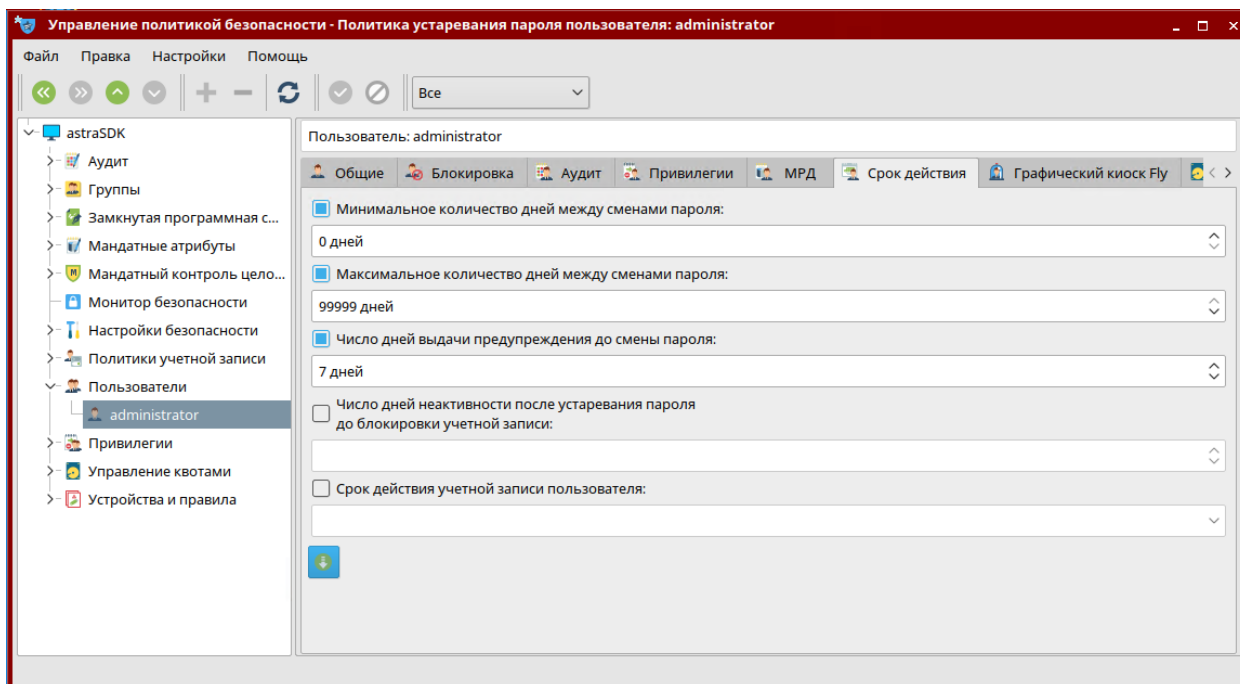 Управление политикой безопасности - Политика устаревания пароля пользователя: administrator
Файл Правка Настройки Помощь
Все
astraSDK
Аудит
Группы
Замкнутая программная с...
Мандатные атрибуты
Мандатный контроль цело...
Монитор безопасности
Настройки безопасности
Политики учетной записи
Пользователи
administrator
Привилегии
Управление квотами
Устройства и правила
Пользователь: administrator
Общие Блокировка Аудит Привилегии МРД Срок действия Графический киоск Fly
Минимальное количество дней между сменами пароля:
0 дней
Максимальное количество дней между сменами пароля:
99999 дней
Число дней выдачи предупреждения до смены пароля:
7 дней
Число дней неактивности после устаревания пароля
до блокировки учетной записи:
Срок действия учетной записи пользователя: